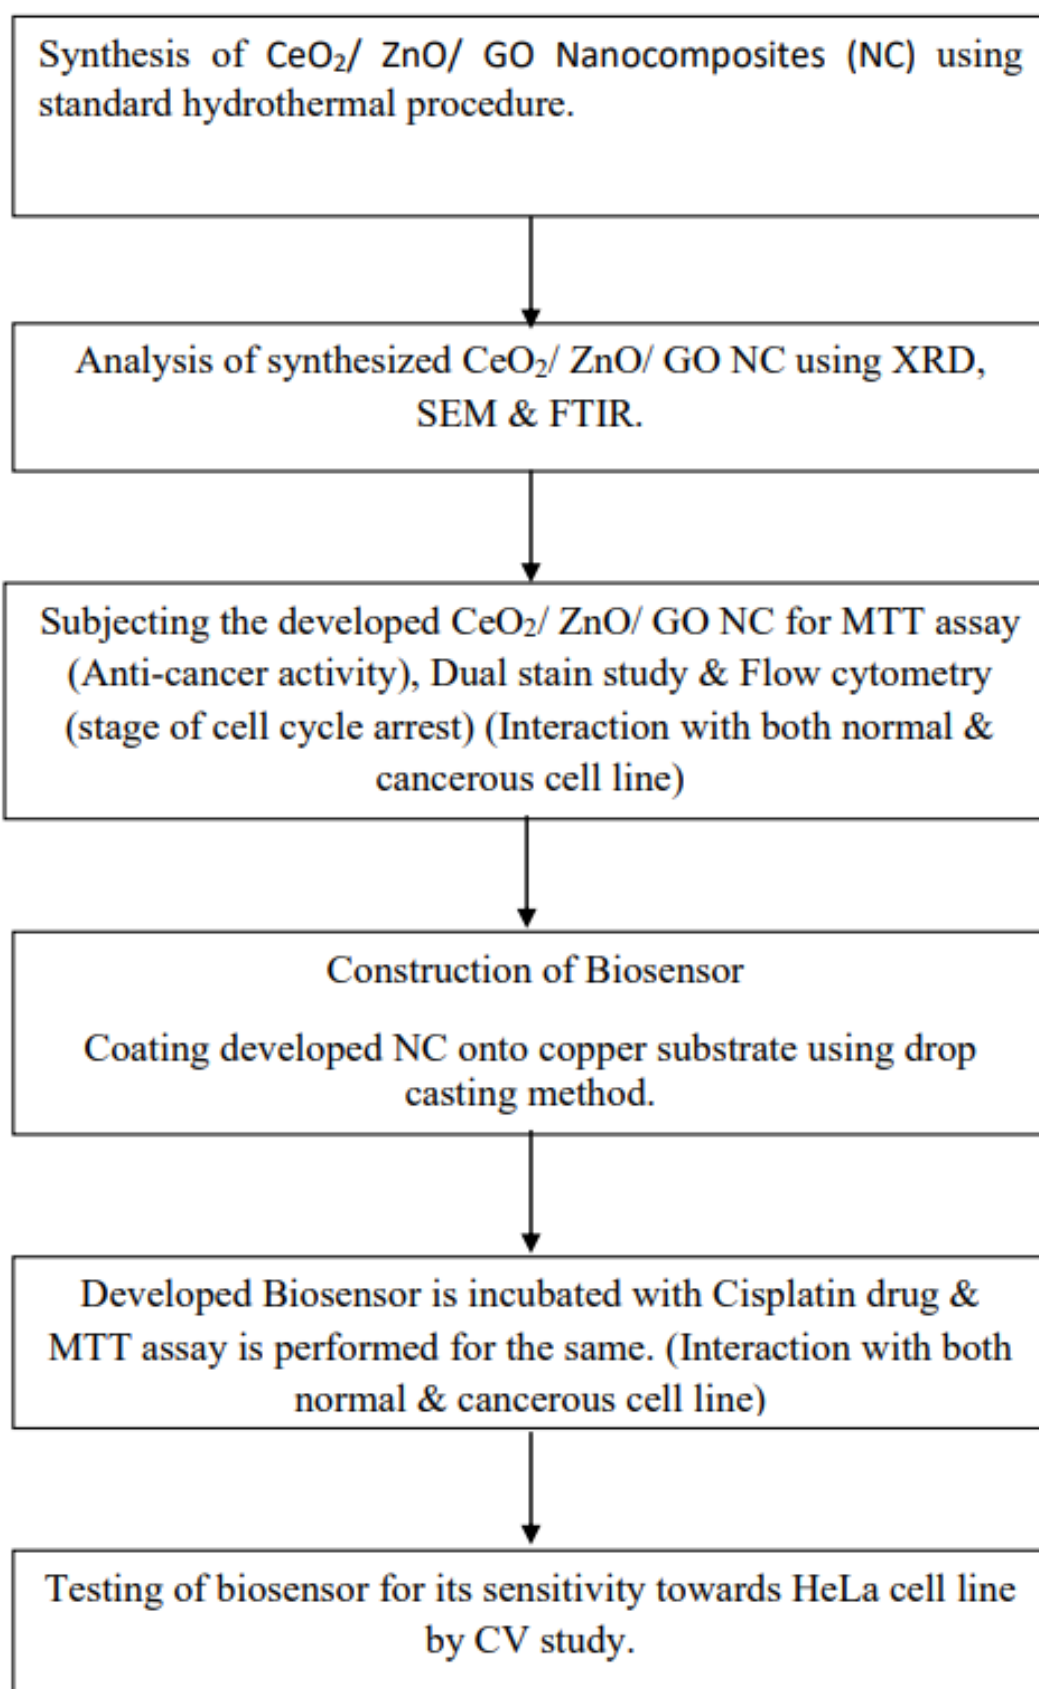 Synthesis of CeO₂/ ZnO/ GO Nanocomposites (NC) using
standard hydrothermal procedure.
Analysis of synthesized CeO₂/ ZnO/ GO NC using XRD,
SEM & FTIR.
Subjecting the developed CeO₂/ ZnO/ GO NC for MTT assay
(Anti-cancer activity), Dual stain study & Flow cytometry
(stage of cell cycle arrest) (Interaction with both normal &
cancerous cell line)
Construction of Biosensor
Coating developed NC onto copper substrate using drop
casting method.
Developed Biosensor is incubated with Cisplatin drug &
MTT assay is performed for the same. (Interaction with both
normal & cancerous cell line)
Testing of biosensor for its sensitivity towards HeLa cell line
by CV study.